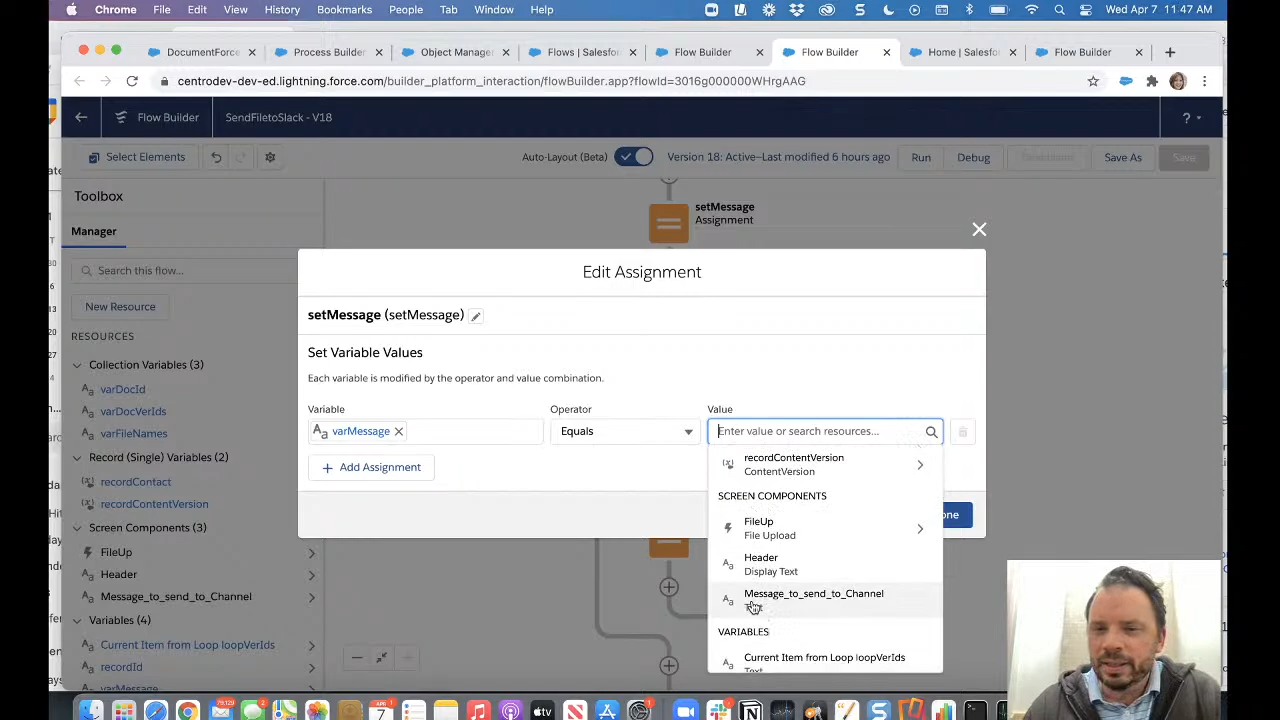 Chrome File Edit View History Bookmarks People Tab Window Help Wed Apr 7 11:47 AM
DocumentForce Process Builder Object Manager Flows | Salesfor Flow Builder Flow Builder Home | Salesfo Flow Builder
centrodev-dev-ed.lightning.force.com/builder_platform_interaction/flowBuilder.app?flowId=3016g000000WHrgAAG
Flow Builder SendFiletoSlack - V18 ?
Select Elements Auto-Layout (Beta) Version 18: Active—Last modified 6 hours ago Run Debug Save As Save
Toolbox
Manager
Search this flow...
New Resource
RESOURCES
Collection Variables (3)
varDocId
varDocVerIds
varFileNames
Record (Single) Variables (2)
recordContact
recordContentVersion
Screen Components (3)
FileUp
Header
Message_to_send_to_Channel
Variables (4)
Current Item from Loop loopVerIds
recordId
varMessage
setMessage
Assignment
Edit Assignment
setMessage (setMessage)
Set Variable Values
Each variable is modified by the operator and value combination.
Variable Operator Value
varMessage Equals Enter value or search resources...
Add Assignment
recordContentVersion
ContentVersion
SCREEN COMPONENTS
FileUp
File Upload
Header
Display Text
Message_to_send_to_Channel
VARIABLES
Current Item from Loop loopVerIds
Text